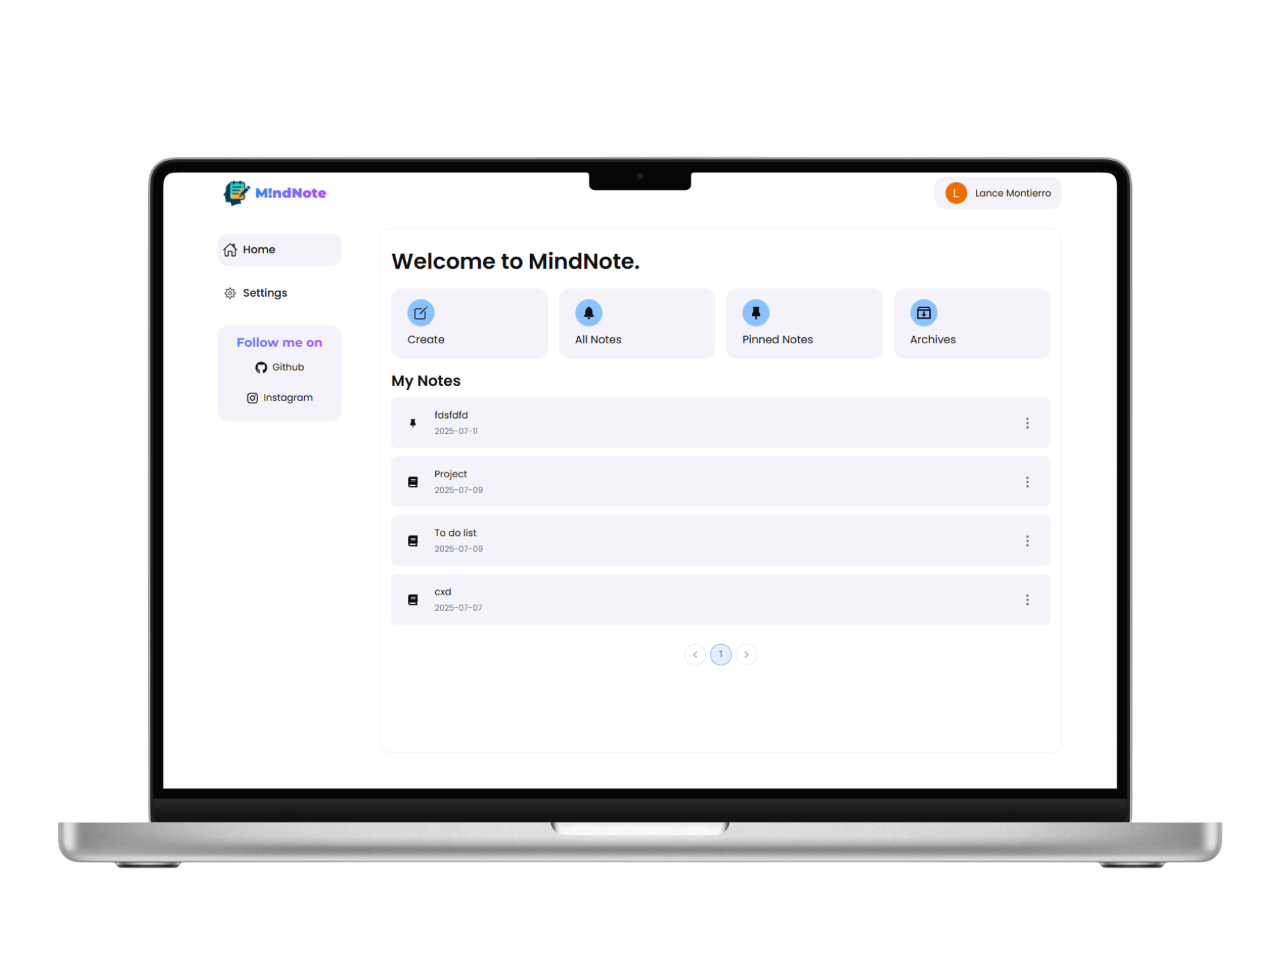 M!ndNote
L Lance Montierro
Home
Settings
Follow me on
Github
Instagram
Welcome to MindNote.
Create
All Notes
Pinned Notes
Archives
My Notes
fdsfdfd
2025-07-11
Project
2025-07-09
To do list
2025-07-09
cxd
2025-07-07
1